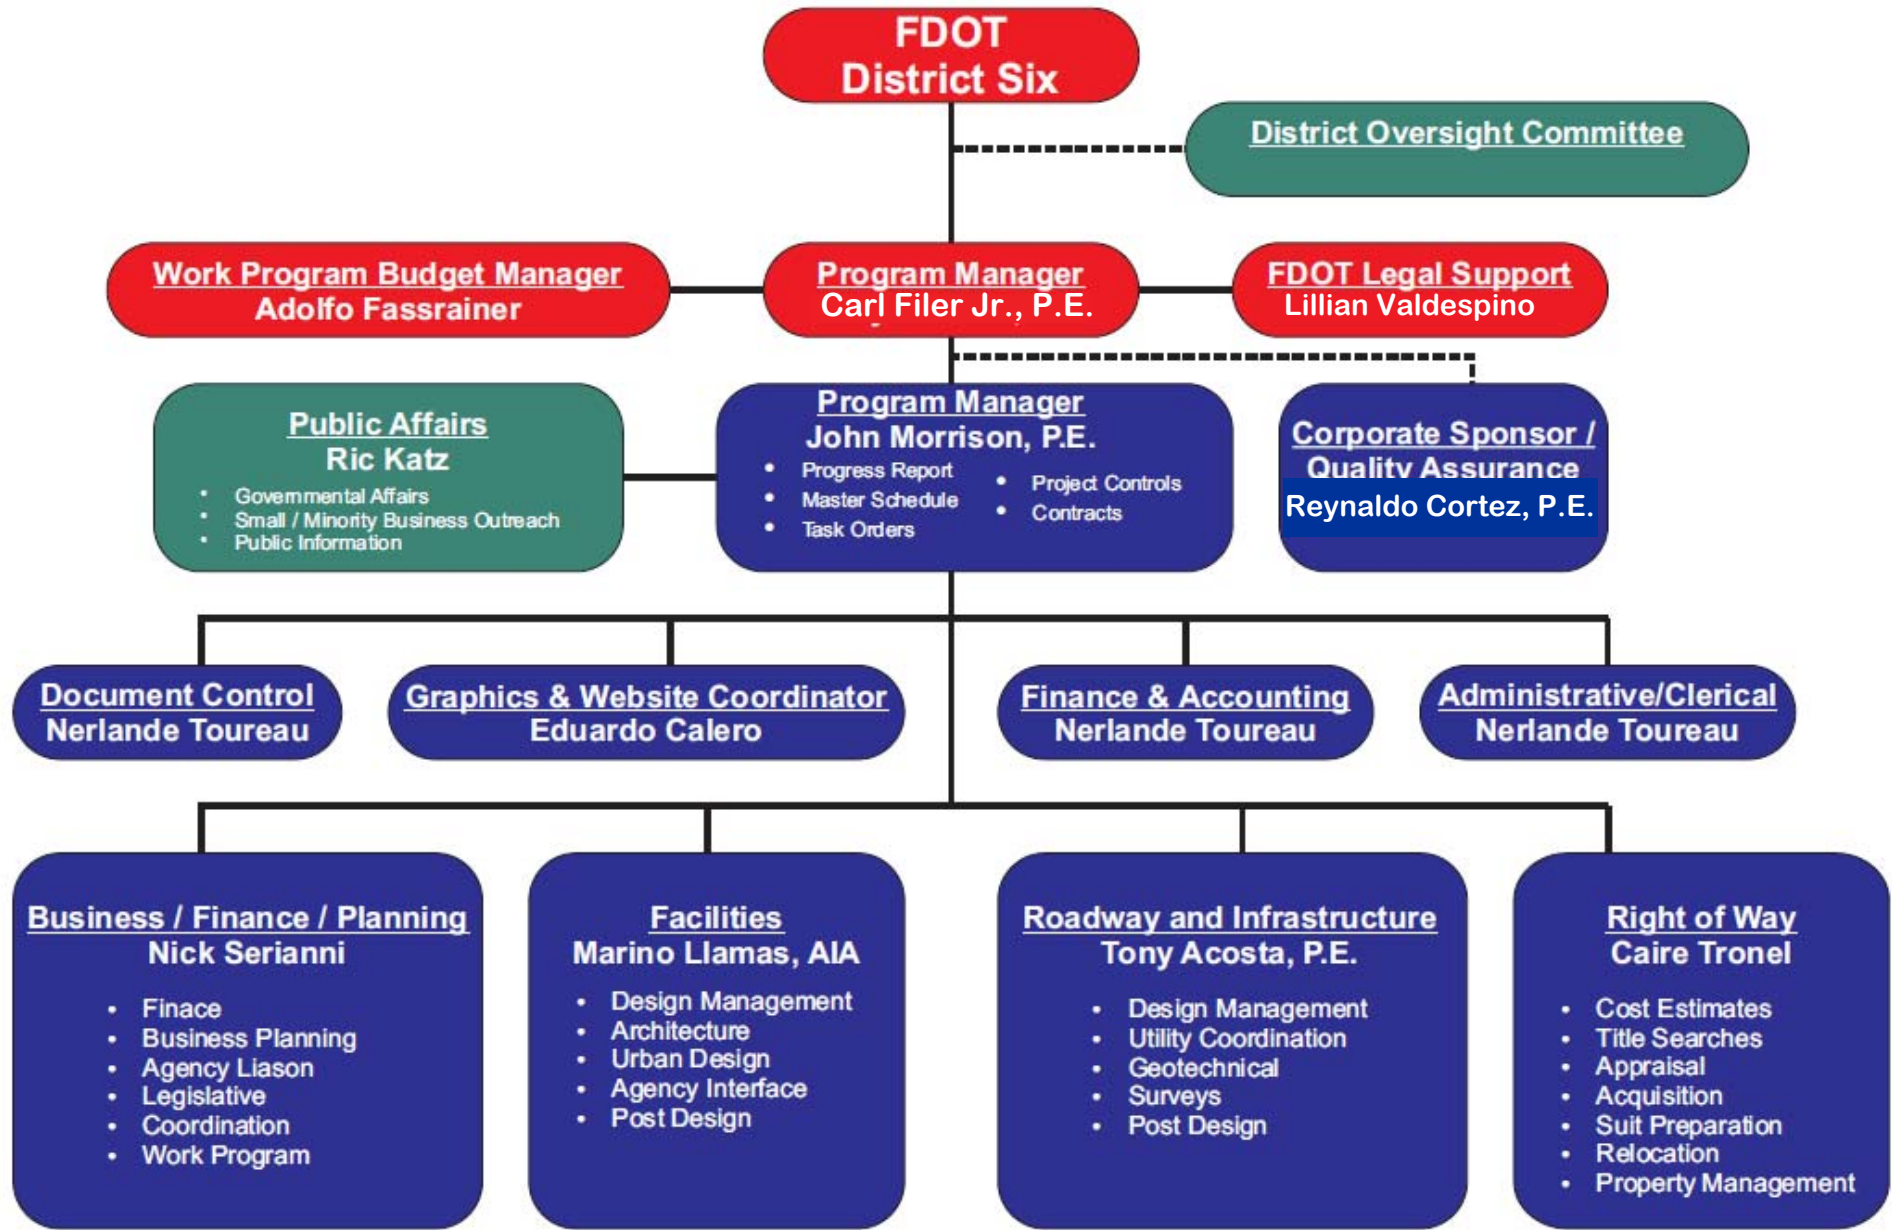 FDOT
District Six
District Oversight Committee
Work Program Budget Manager
Adolfo Fassrainer
Program Manager
Carl Filer Jr., P.E.
FDOT Legal Support
Lillian Valdespino
Public Affairs
Ric Katz
• Governmental Affairs
• Small / Minority Business Outreach
• Public Information
Program Manager
John Morrison, P.E.
• Progress Report
• Master Schedule
• Task Orders
• Project Controls
• Contracts
Corporate Sponsor /
Quality Assurance
Reynaldo Cortez, P.E.
Document Control
Nerlande Toureau
Graphics & Website Coordinator
Eduardo Calero
Finance & Accounting
Nerlande Toureau
Administrative/Clerical
Nerlande Toureau
Business / Finance / Planning
Nick Serianni
• Finace
• Business Planning
• Agency Liason
• Legislative
• Coordination
• Work Program
Facilities
Marino Llamas, AIA
• Design Management
• Architecture
• Urban Design
• Agency Interface
• Post Design
Roadway and Infrastructure
Tony Acosta, P.E.
• Design Management
• Utility Coordination
• Geotechnical
• Surveys
• Post Design
Right of Way
Caire Tronel
• Cost Estimates
• Title Searches
• Appraisal
• Acquisition
• Suit Preparation
• Relocation
• Property Management